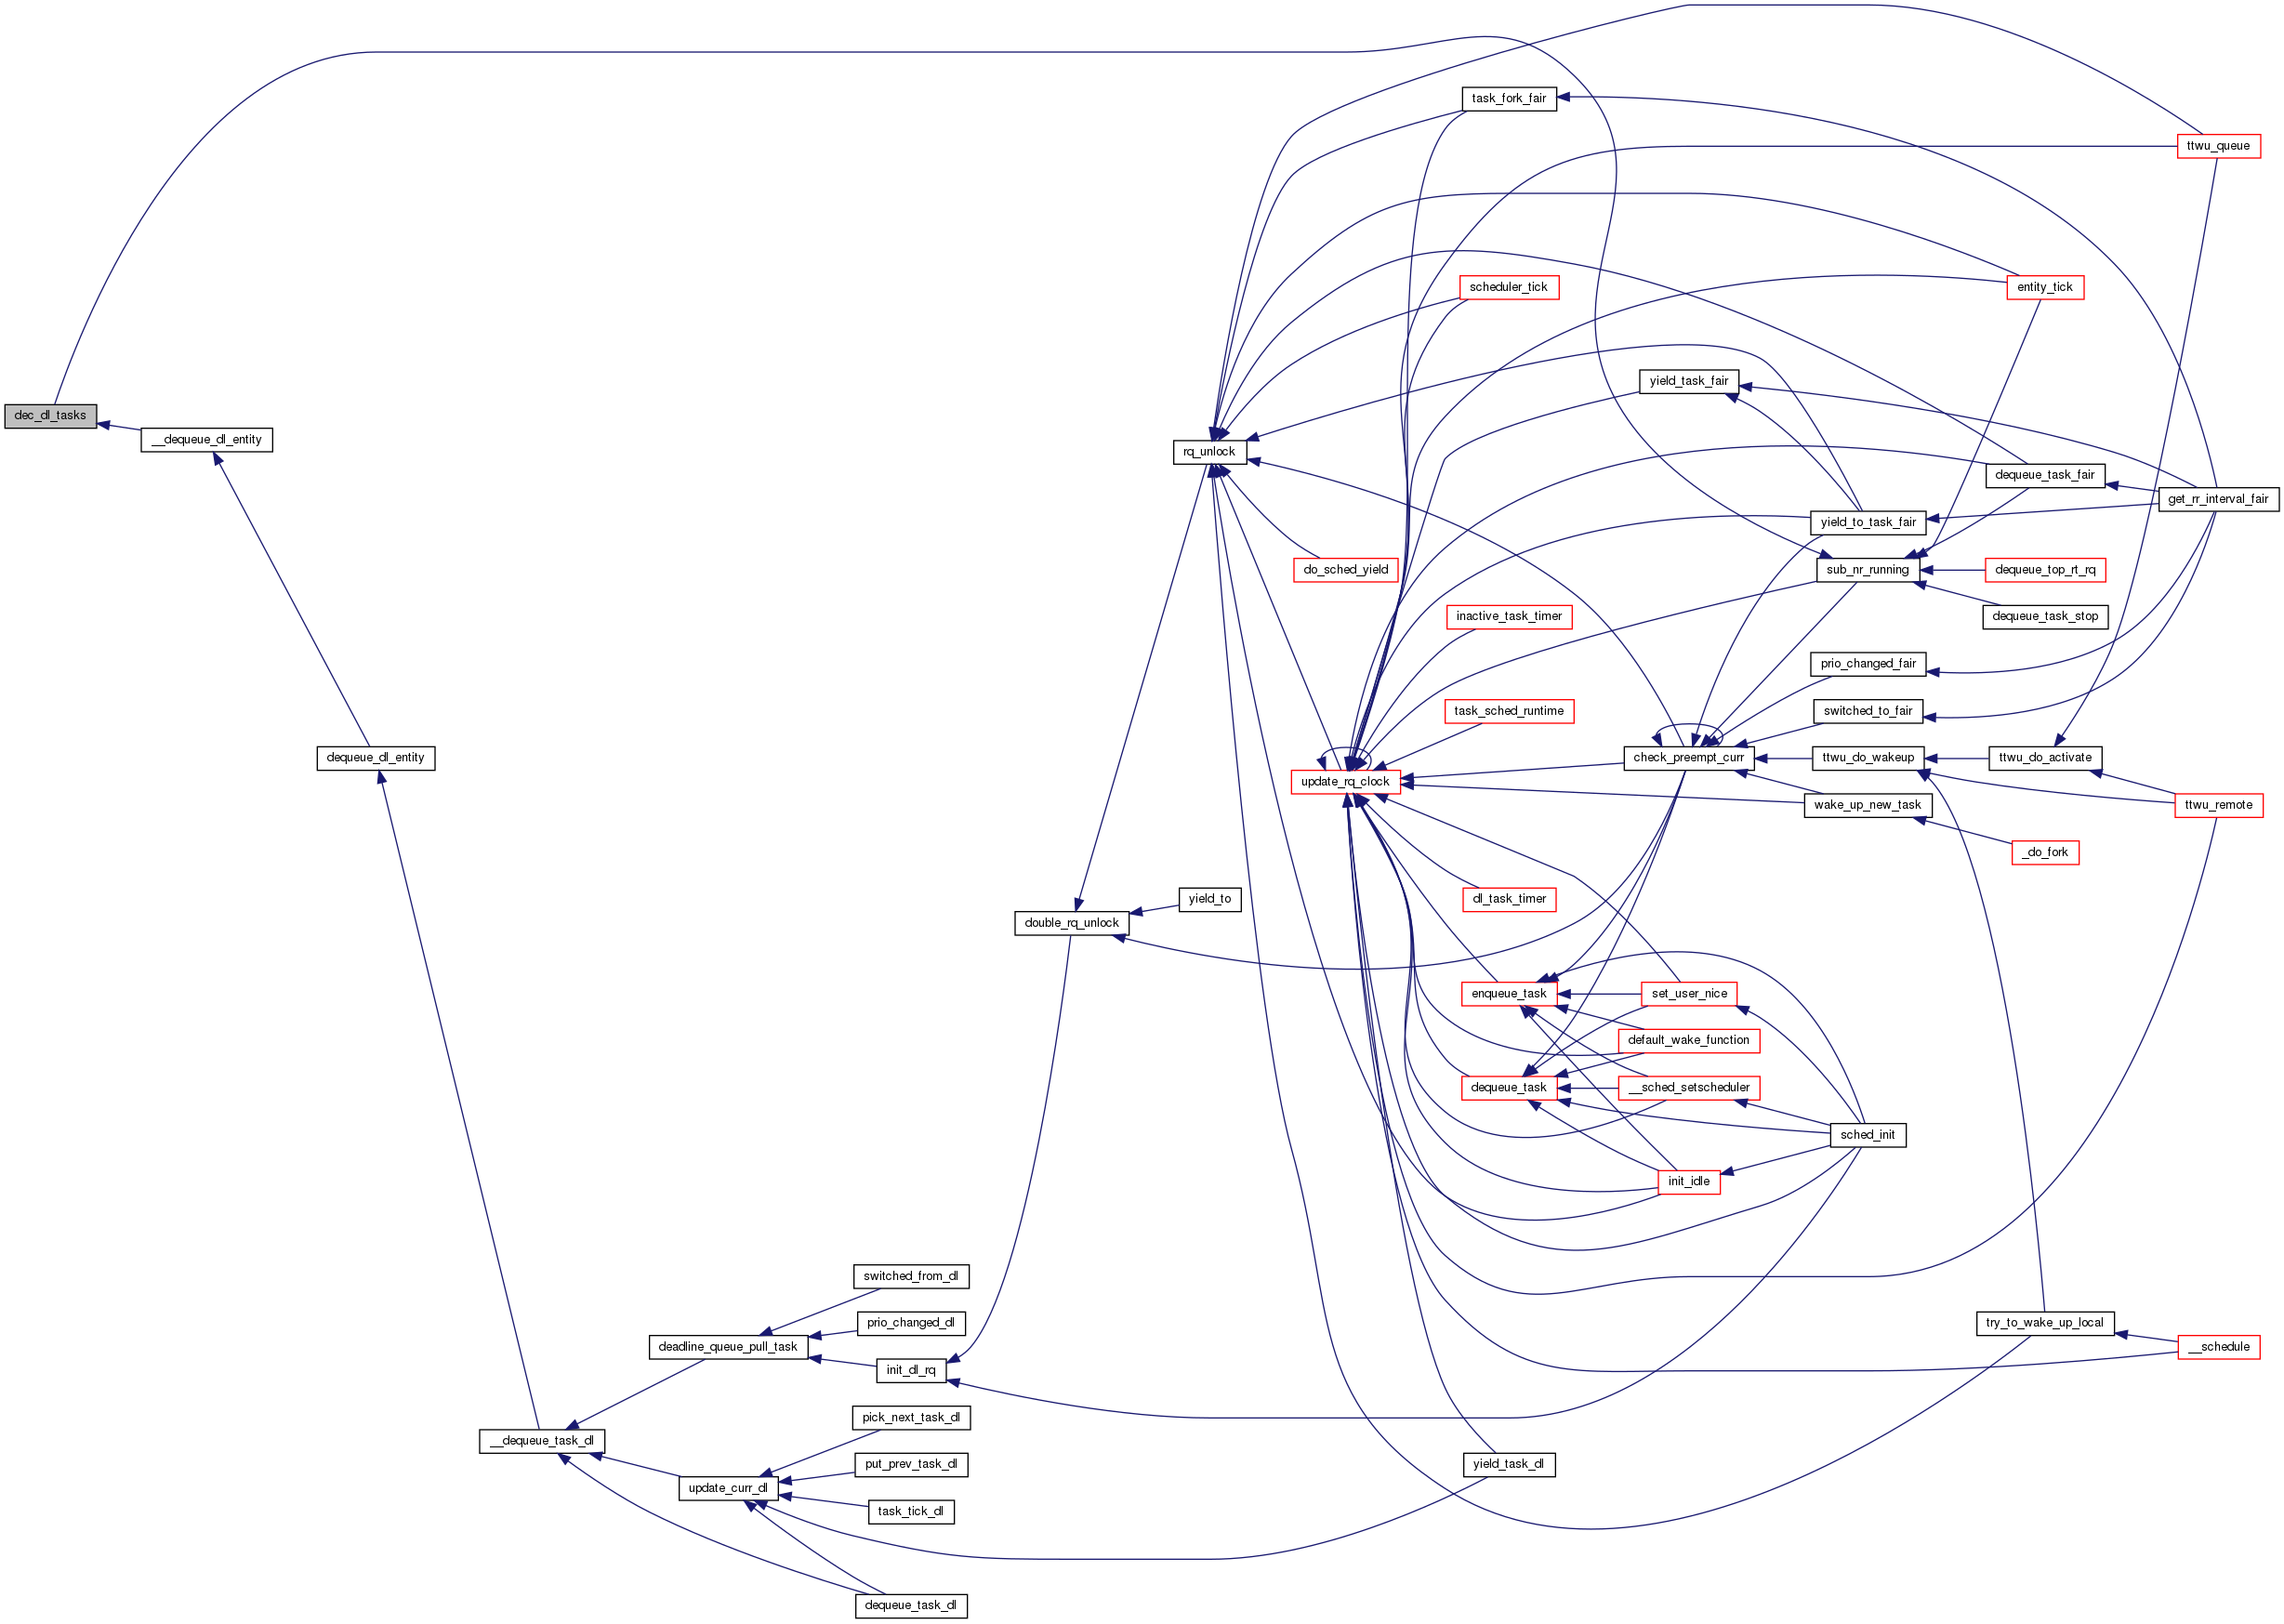 dec_dl_tasks
__dequeue_dl_entity
dequeue_dl_entity
__dequeue_task_dl
deadline_queue_pull_task
update_curr_dl
switched_from_dl
prio_changed_dl
init_dl_rq
pick_next_task_dl
put_prev_task_dl
task_tick_dl
dequeue_task_dl
double_rq_unlock
rq_unlock
yield_to
do_sched_yield
update_rq_clock
task_fork_fair
scheduler_tick
inactive_task_timer
task_sched_runtime
dl_task_timer
enqueue_task
dequeue_task
yield_task_dl
yield_task_fair
check_preempt_curr
set_user_nice
default_wake_function
__sched_setscheduler
init_idle
yield_to_task_fair
sub_nr_running
prio_changed_fair
switched_to_fair
ttwu_do_wakeup
wake_up_new_task
sched_init
entity_tick
dequeue_task_fair
dequeue_top_rt_rq
dequeue_task_stop
ttwu_do_activate
_do_fork
try_to_wake_up_local
ttwu_queue
get_rr_interval_fair
ttwu_remote
__schedule